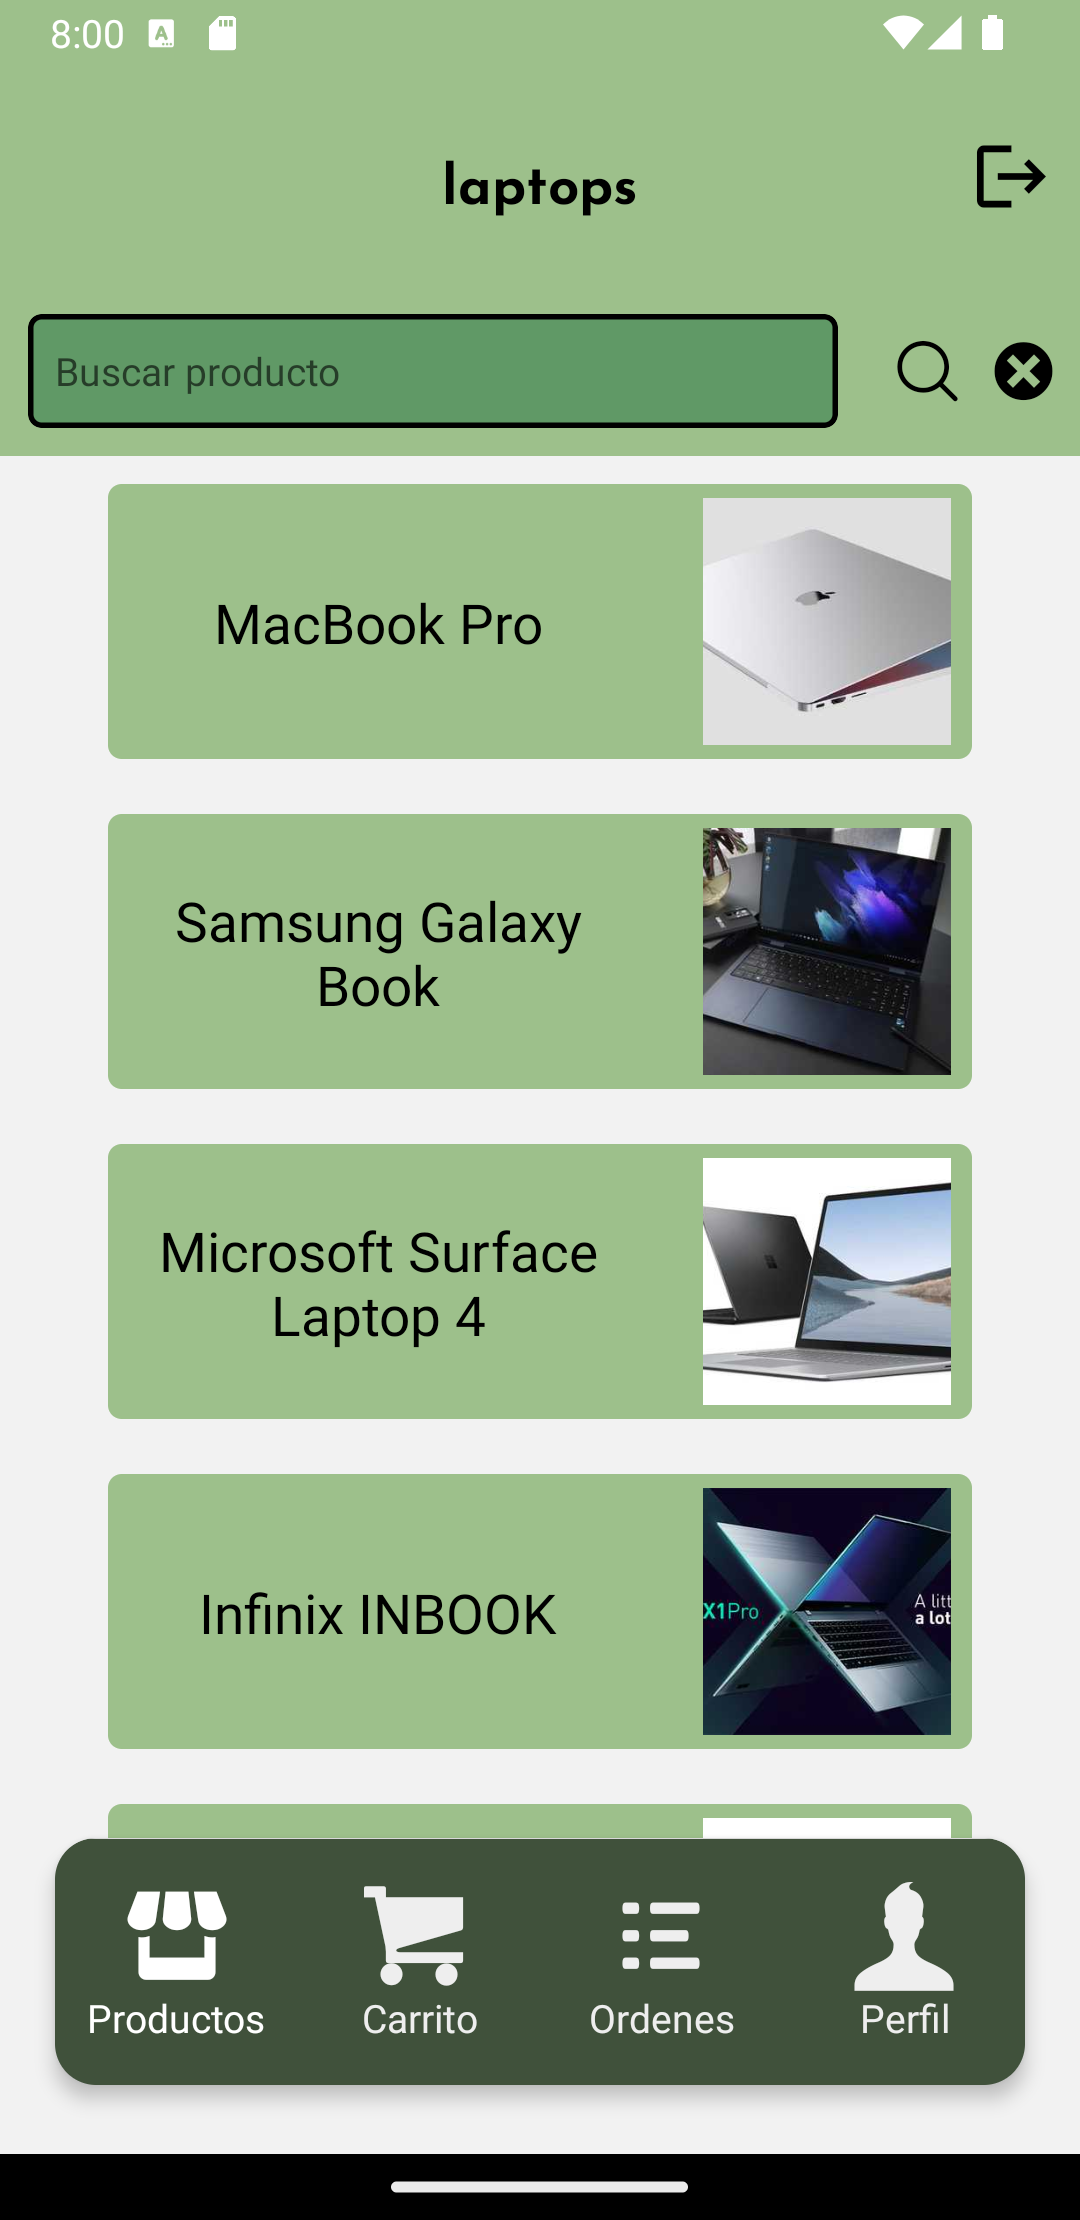 8:00
laptops
Buscar producto
MacBook Pro
Samsung Galaxy
Book
Microsoft Surface
Laptop 4
Infinix INBOOK
X1Pro
A litt
a lot
Productos
Carrito
Ordenes
Perfil